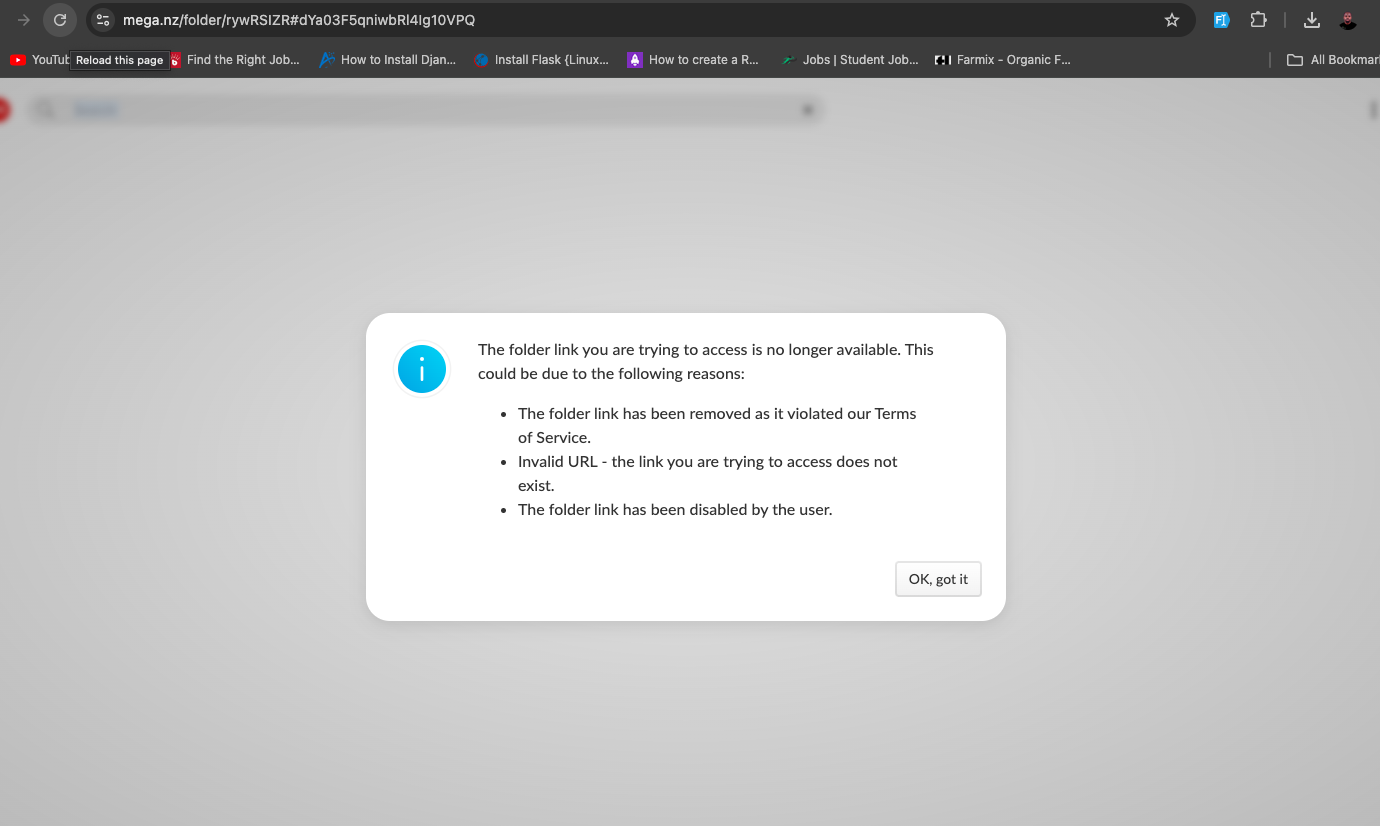 mega.nz/folder/rywRSIZR#dYa03F5qniwbRl4Ig10VPQ
YouTub
Reload this page
Find the Right Job...
How to Install Djan...
Install Flask {Linux...
How to create a R...
Jobs | Student Job...
Farmix - Organic F...
All Bookmar
The folder link you are trying to access is no longer available. This
could be due to the following reasons:
• The folder link has been removed as it violated our Terms
of Service.
• Invalid URL - the link you are trying to access does not
exist.
• The folder link has been disabled by the user.
OK, got it